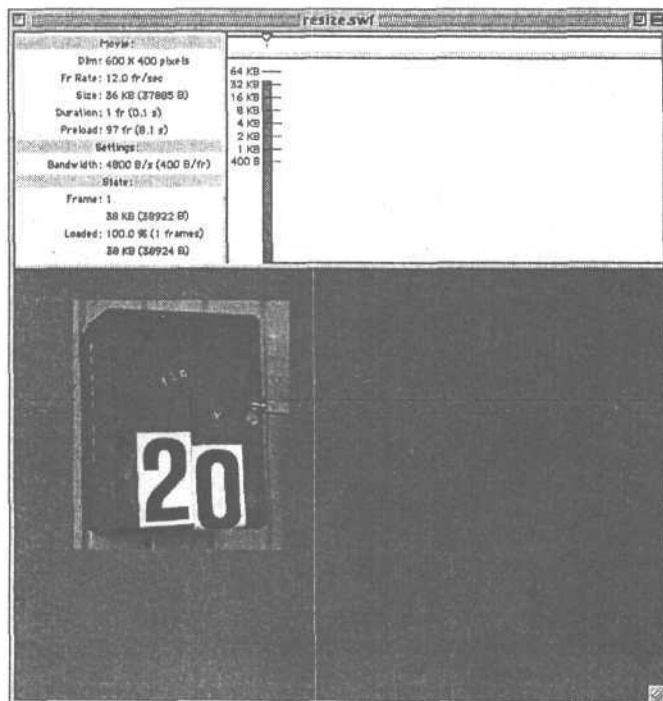 resize.swf
Movie:
Dim: 600 X 400 pixels
Fr Rate: 12.0 fr/sec
Size: 36 KB (37885 B)
Duration: 1 fr (0.1 s)
Preload: 97 fr (8.1 s)
Settings:
Bandwidth: 4800 B/s (400 B/fr)
State:
Frame: 1
38 KB (38922 B)
Loaded: 100.0 % (1 frames)
38 KB (38924 B)
64 KB
32 KB
16 KB
8 KB
4 KB
2 KB
1 KB
400 B
20